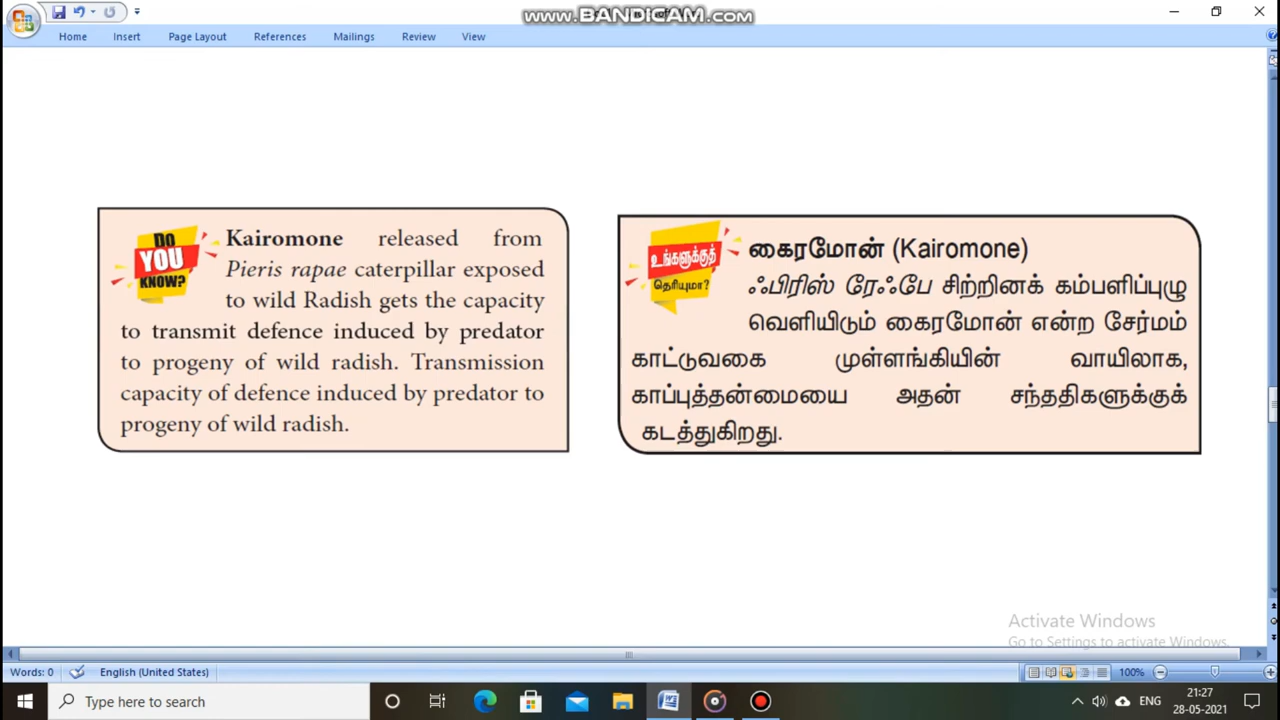 www.BANDICAM.com
Home Insert Page Layout References Mailings Review View
DO
YOU
KNOW?
Kairomone released from
Pieris rapae caterpillar exposed
to wild Radish gets the capacity
to transmit defence induced by predator
to progeny of wild radish. Transmission
capacity of defence induced by predator to
progeny of wild radish.
உங்களுக்குத்
தெரியுமா?
கைரமோன் (Kairomone)
ஃபிரிஸ் ரேஃபே சிற்றினக் கம்பளிப்புழு
வெளியிடும் கைரமோன் என்ற சேர்மம்
காட்டுவகை முள்ளங்கியின் வாயிலாக,
காப்புத்தன்மையை அதன் சந்ததிகளுக்குக்
கடத்துகிறது.
Activate Windows
Go to Settings to activate Windows.
Words: 0 English (United States) 100%
Type here to search ENG 21:27
28-05-2021